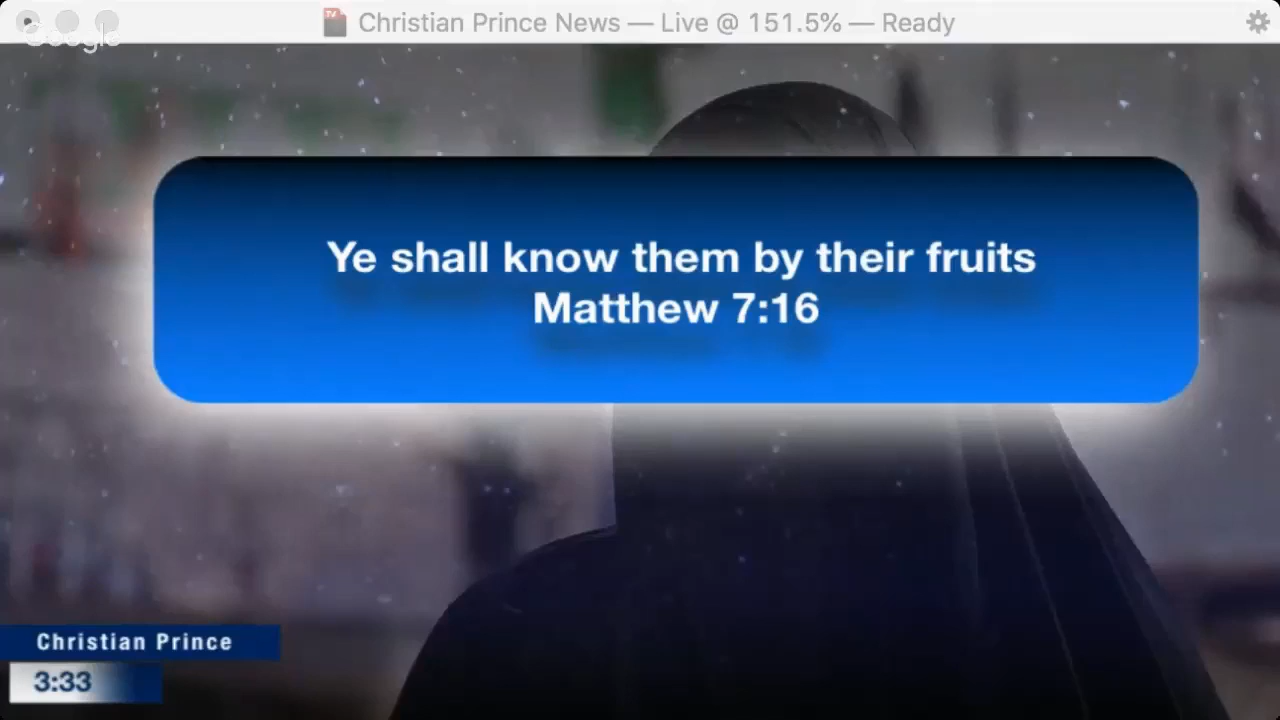 Christian Prince News — Live @ 151.5% — Ready
Google
Ye shall know them by their fruits
Matthew 7:16
Christian Prince
3:33